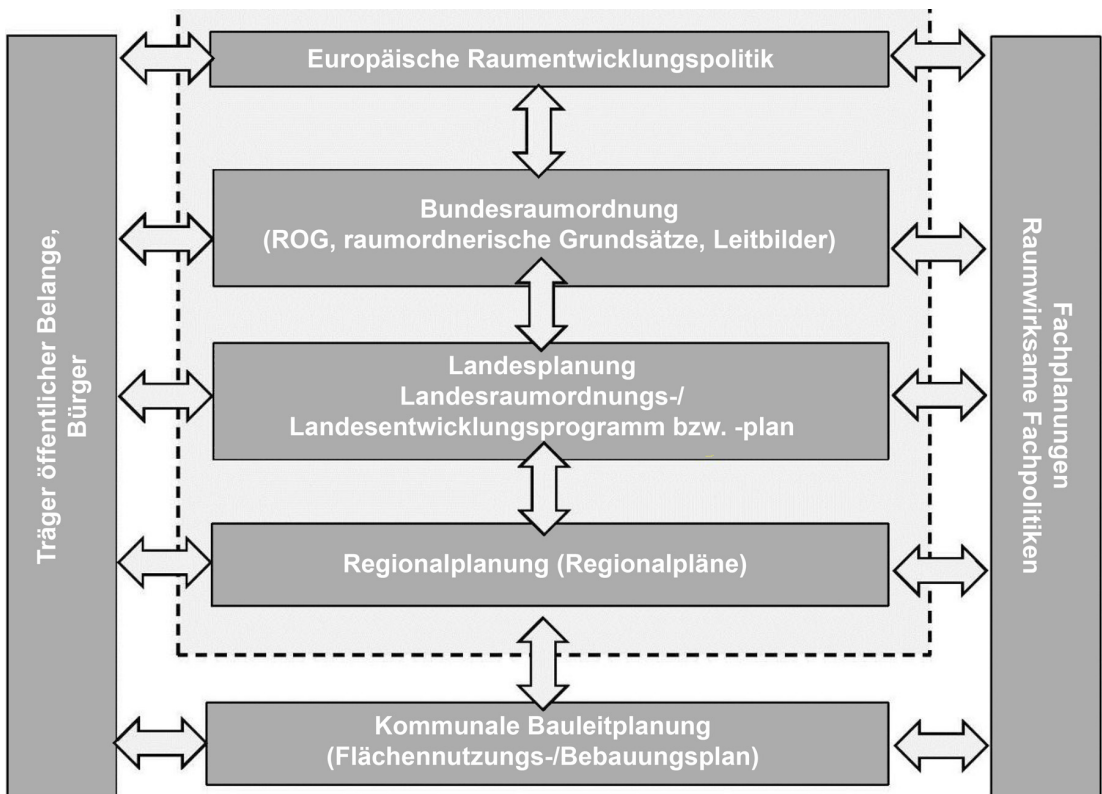 Europäische Raumentwicklungspolitik
Bundesraumordnung
(ROG, raumordnerische Grundsätze, Leitbilder)
Landesplanung
Landesraumordnungs-/
Landesentwicklungsprogramm bzw. -plan
Regionalplanung (Regionalpläne)
Kommunale Bauleitplanung
(Flächennutzungs-/Bebauungsplan)
Träger öffentlicher Belange,
Bürger
Fachplanungen
Raumwirksame Fachpolitiken